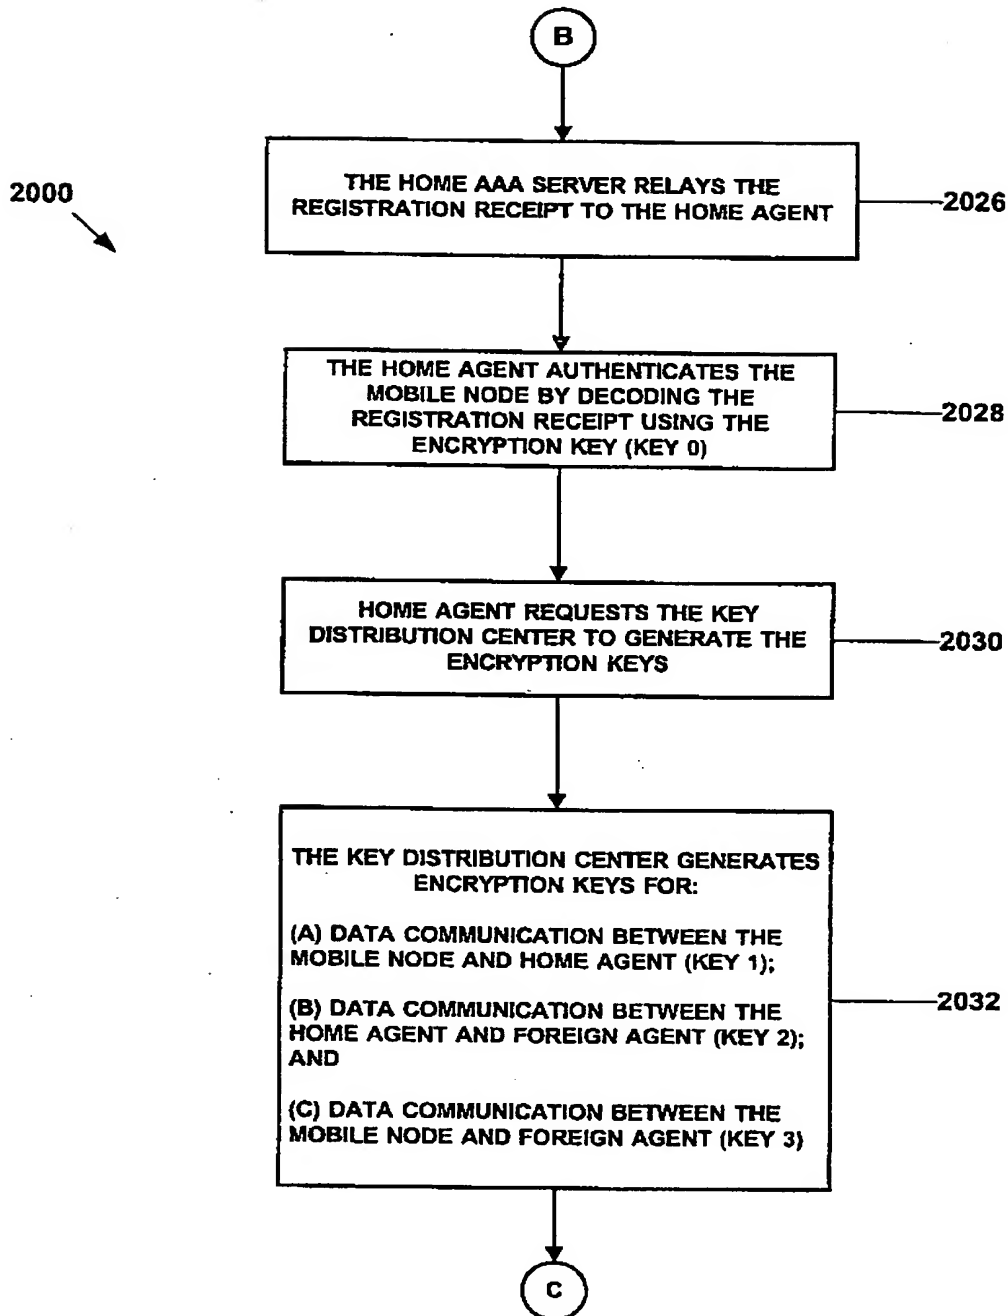 B
2000
THE HOME AAA SERVER RELAYS THE
REGISTRATION RECEIPT TO THE HOME AGENT
2026
THE HOME AGENT AUTHENTICATES THE
MOBILE NODE BY DECODING THE
REGISTRATION RECEIPT USING THE
ENCRYPTION KEY (KEY 0)
2028
HOME AGENT REQUESTS THE KEY
DISTRIBUTION CENTER TO GENERATE THE
ENCRYPTION KEYS
2030
THE KEY DISTRIBUTION CENTER GENERATES
ENCRYPTION KEYS FOR:
(A) DATA COMMUNICATION BETWEEN THE
MOBILE NODE AND HOME AGENT (KEY 1);
(B) DATA COMMUNICATION BETWEEN THE
HOME AGENT AND FOREIGN AGENT (KEY 2);
AND
(C) DATA COMMUNICATION BETWEEN THE
MOBILE NODE AND FOREIGN AGENT (KEY 3)
2032
C